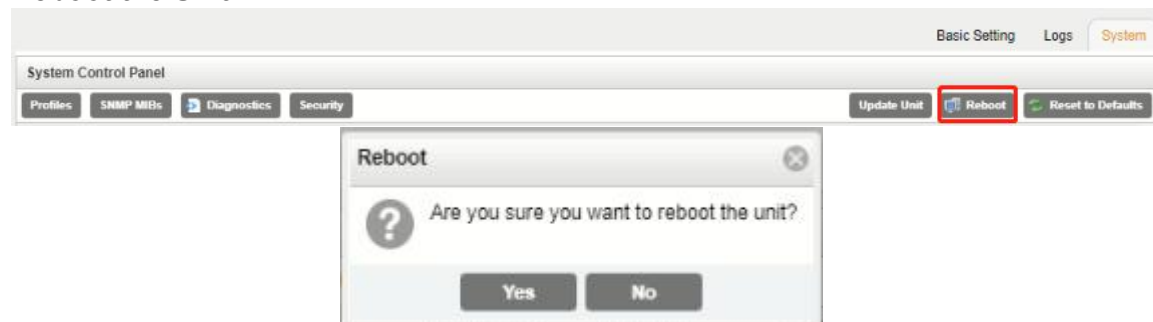 Basic Setting Logs System
System Control Panel
Profiles SNMP MIBs Diagnostics Security Update Unit Reboot Reset to Defaults
Reboot
Are you sure you want to reboot the unit?
Yes No